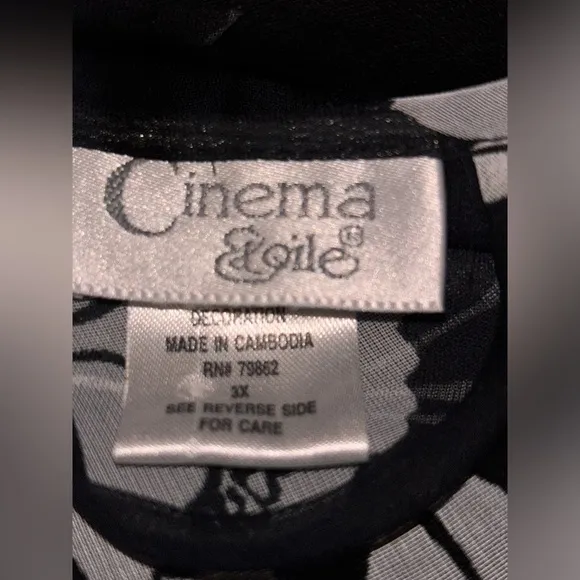 Cinema
Etoile®
DECORATION
MADE IN CAMBODIA
RN# 79862
3X
SEE REVERSE SIDE
FOR CARE